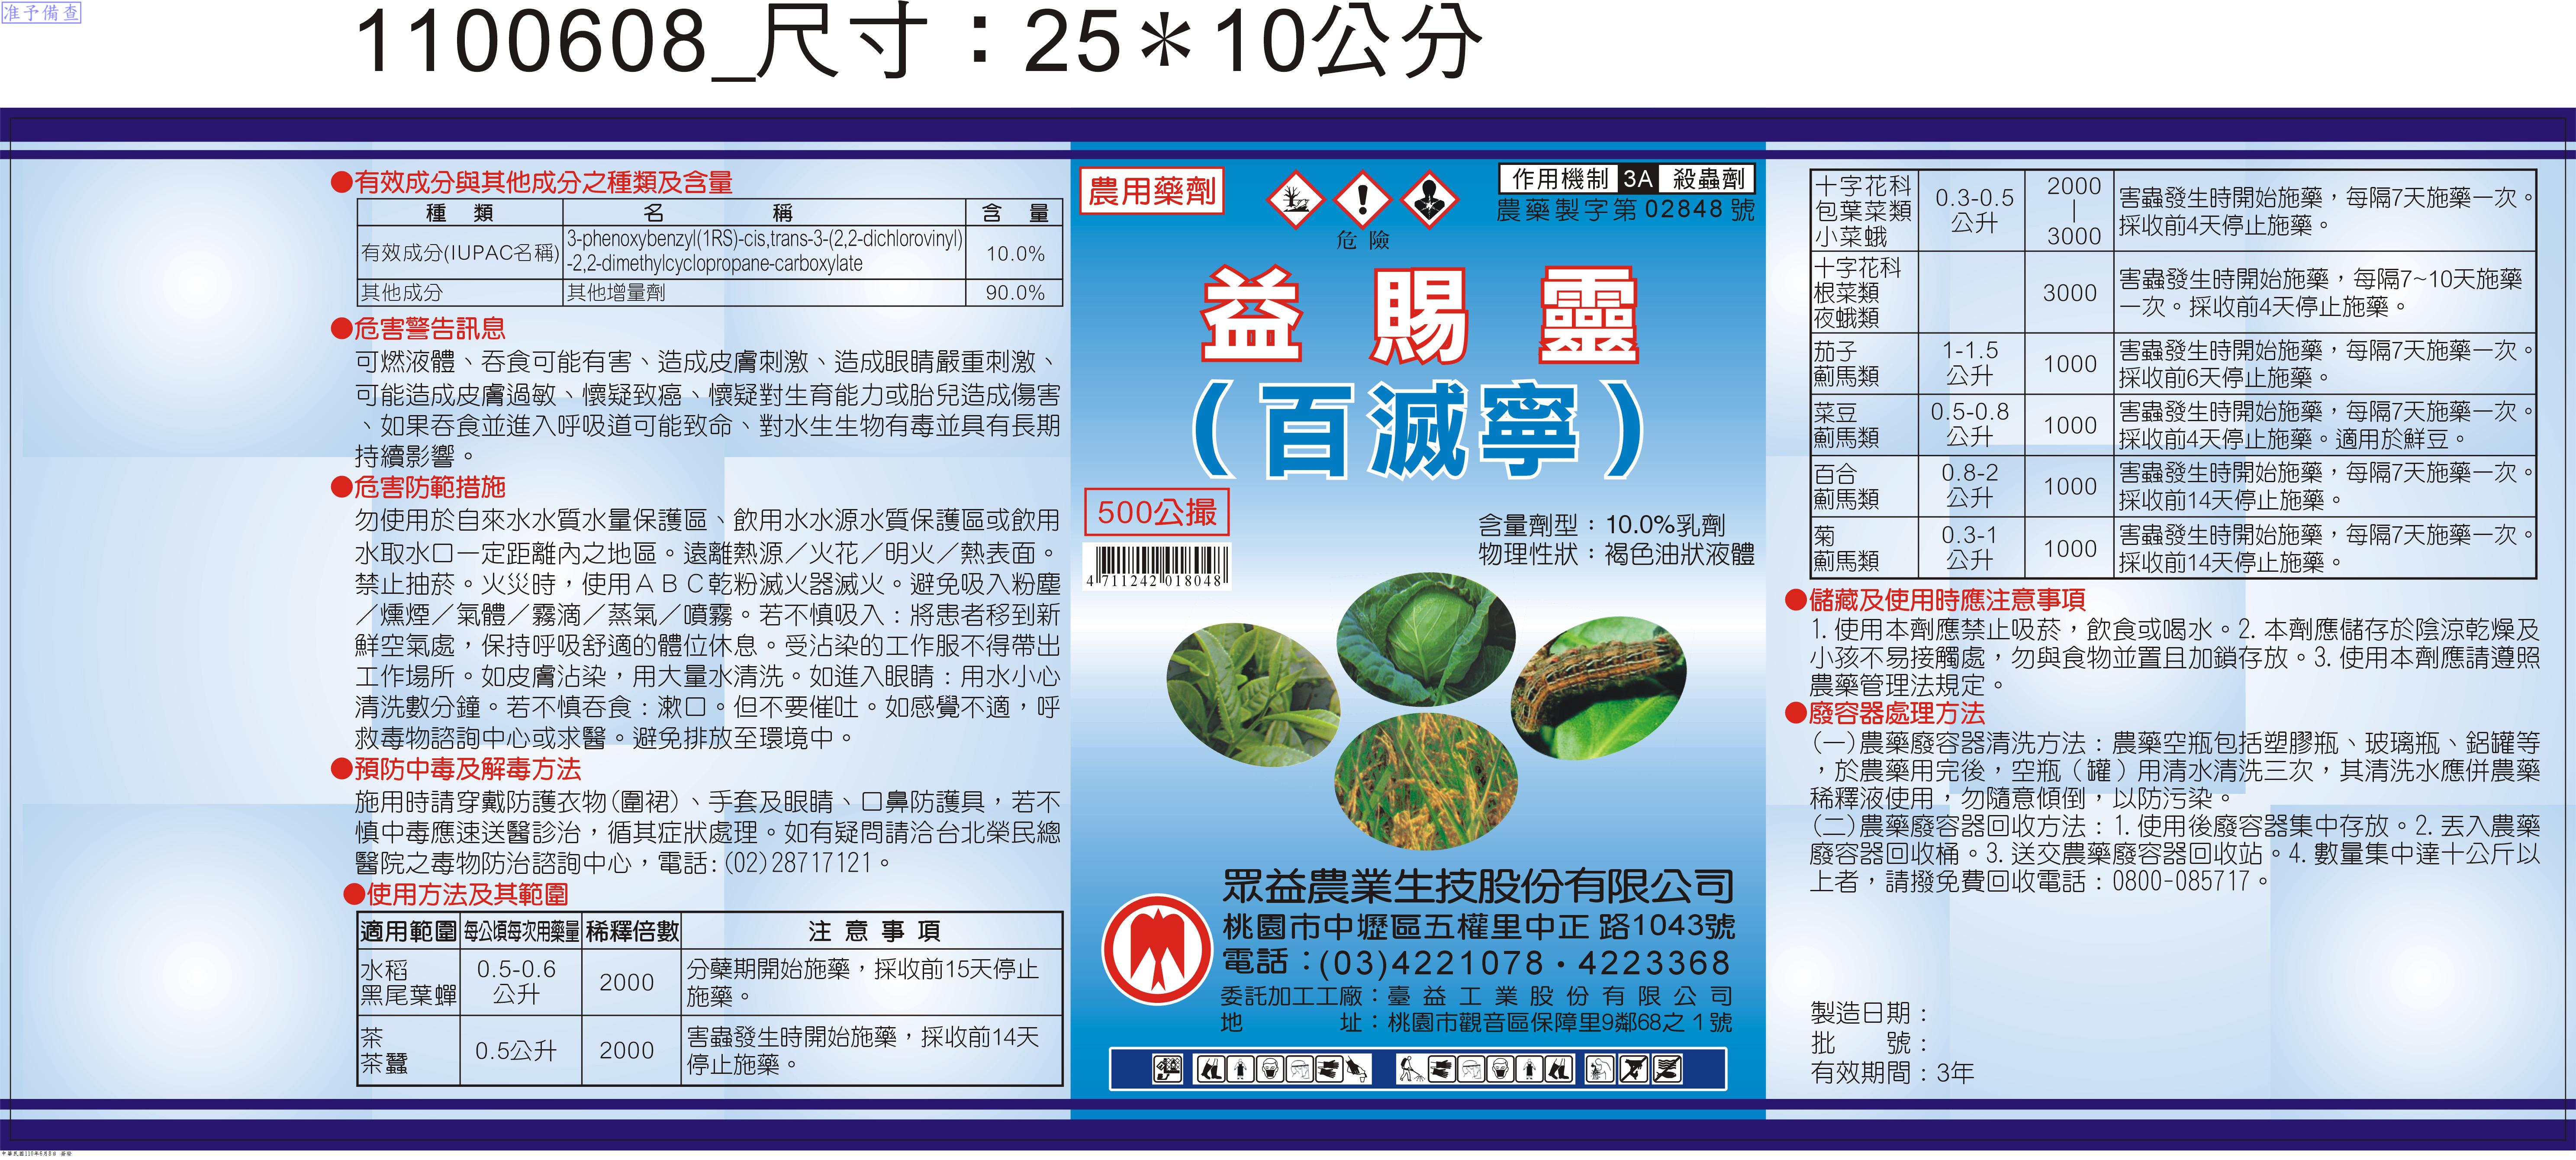 准予備查
1100608_尺寸：25＊10公分
●有效成分與其他成分之種類及含量
種 類 名 稱 含 量
有效成分(IUPAC名稱) 3-phenoxybenzyl(1RS)-cis,trans-3-(2,2-dichlorovinyl) 10.0%
-2,2-dimethylcyclopropane-carboxylate
其他成分 其他增量劑 90.0%
●危害警告訊息
可燃液體、吞食可能有害、造成皮膚刺激、造成眼睛嚴重刺激、
可能造成皮膚過敏、懷疑致癌、懷疑對生育能力或胎兒造成傷害
、如果吞食並進入呼吸道可能致命、對水生生物有毒並具有長期
持續影響。
●危害防範措施
勿使用於自來水水質水量保護區、飲用水水源水質保護區或飲用
水取水口一定距離內之地區。遠離熱源／火花／明火／熱表面。
禁止抽菸。火災時，使用ＡＢＣ乾粉滅火器滅火。避免吸入粉塵
／燻煙／氣體／霧滴／蒸氣／噴霧。若不慎吸入：將患者移到新
鮮空氣處，保持呼吸舒適的體位休息。受沾染的工作服不得帶出
工作場所。如皮膚沾染，用大量水清洗。如進入眼睛：用水小心
清洗數分鐘。若不慎吞食：漱口。但不要催吐。如感覺不適，呼
救毒物諮詢中心或求醫。避免排放至環境中。
●預防中毒及解毒方法
施用時請穿戴防護衣物(圍裙)、手套及眼睛、口鼻防護具，若不
慎中毒應速送醫診治，循其症狀處理。如有疑問請洽台北榮民總
醫院之毒物防治諮詢中心，電話:(02)28717121。
●使用方法及其範圍
適用範圍 每公頃每次用藥量 稀釋倍數 注 意 事 項
水稻
黑尾葉蟬 0.5-0.6
公升 2000 分蘗期開始施藥，採收前15天停止
施藥。
茶
茶蠶 0.5公升 2000 害蟲發生時開始施藥，採收前14天
停止施藥。
農用藥劑
危 險
作用機制 3A 殺蟲劑
農藥製字第02848號
益賜靈
（百滅寧）
500公撮
含量劑型：10.0%乳劑
物理性狀：褐色油狀液體
4 711242 018048
眾益農業生技股份有限公司
桃園市中壢區五權里中正 路1043號
電話：(03)4221078・4223368
委託加工工廠：臺益工業股份有限公司
地 址：桃園市觀音區保障里9鄰68之1號
十字花科
包葉菜類
小菜蛾 0.3-0.5
公升 2000
|
3000 害蟲發生時開始施藥，每隔7天施藥一次。
採收前4天停止施藥。
十字花科
根菜類
夜蛾類 3000 害蟲發生時開始施藥，每隔7~10天施藥
一次。採收前4天停止施藥。
茄子
薊馬類 1-1.5
公升 1000 害蟲發生時開始施藥，每隔7天施藥一次。
採收前6天停止施藥。
菜豆
薊馬類 0.5-0.8
公升 1000 害蟲發生時開始施藥，每隔7天施藥一次。
採收前4天停止施藥。適用於鮮豆。
百合
薊馬類 0.8-2
公升 1000 害蟲發生時開始施藥，每隔7天施藥一次。
採收前14天停止施藥。
菊
薊馬類 0.3-1
公升 1000 害蟲發生時開始施藥，每隔7天施藥一次。
採收前14天停止施藥。
●儲藏及使用時應注意事項
1.使用本劑應禁止吸菸，飲食或喝水。2.本劑應儲存於陰涼乾燥及
小孩不易接觸處，勿與食物並置且加鎖存放。3.使用本劑應請遵照
農藥管理法規定。
●廢容器處理方法
(一)農藥廢容器清洗方法：農藥空瓶包括塑膠瓶、玻璃瓶、鋁罐等
，於農藥用完後，空瓶（罐）用清水清洗三次，其清洗水應併農藥
稀釋液使用，勿隨意傾倒，以防污染。
(二)農藥廢容器回收方法：1.使用後廢容器集中存放。2.丟入農藥
廢容器回收桶。3.送交農藥廢容器回收站。4.數量集中達十公斤以
上者，請撥免費回收電話：0800-085717。
製造日期：
批 號：
有效期間：3年